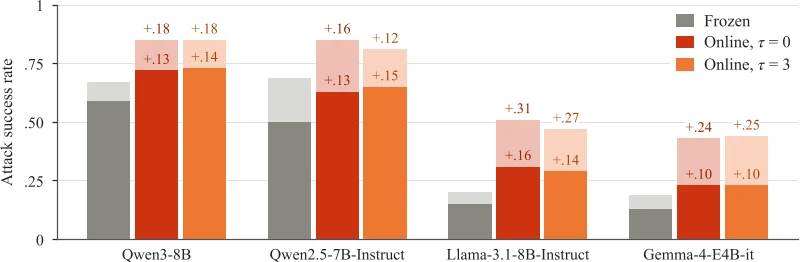 Attack success rate
1
.75
.50
.25
0
Frozen
Online, τ = 0
Online, τ = 3
+.18 +.18
+.13 +.14
+.16 +.12
+.13 +.15
+.31 +.27
+.16 +.14
+.24 +.25
+.10 +.10
Qwen3-8B
Qwen2.5-7B-Instruct
Llama-3.1-8B-Instruct
Gemma-4-E4B-it